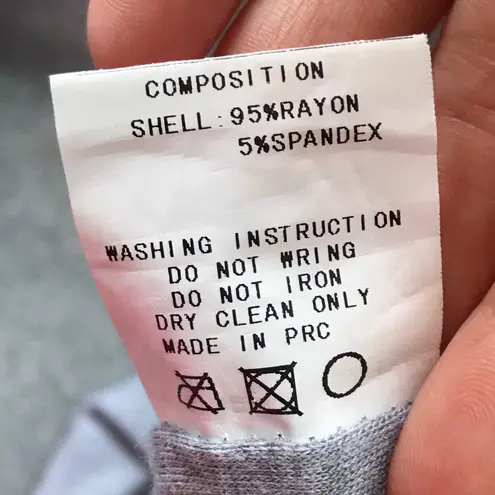 COMPOSITION
SHELL:95%RAYON
5%SPANDEX
WASHING INSTRUCTION
DO NOT WRING
DO NOT IRON
DRY CLEAN ONLY
MADE IN PRC